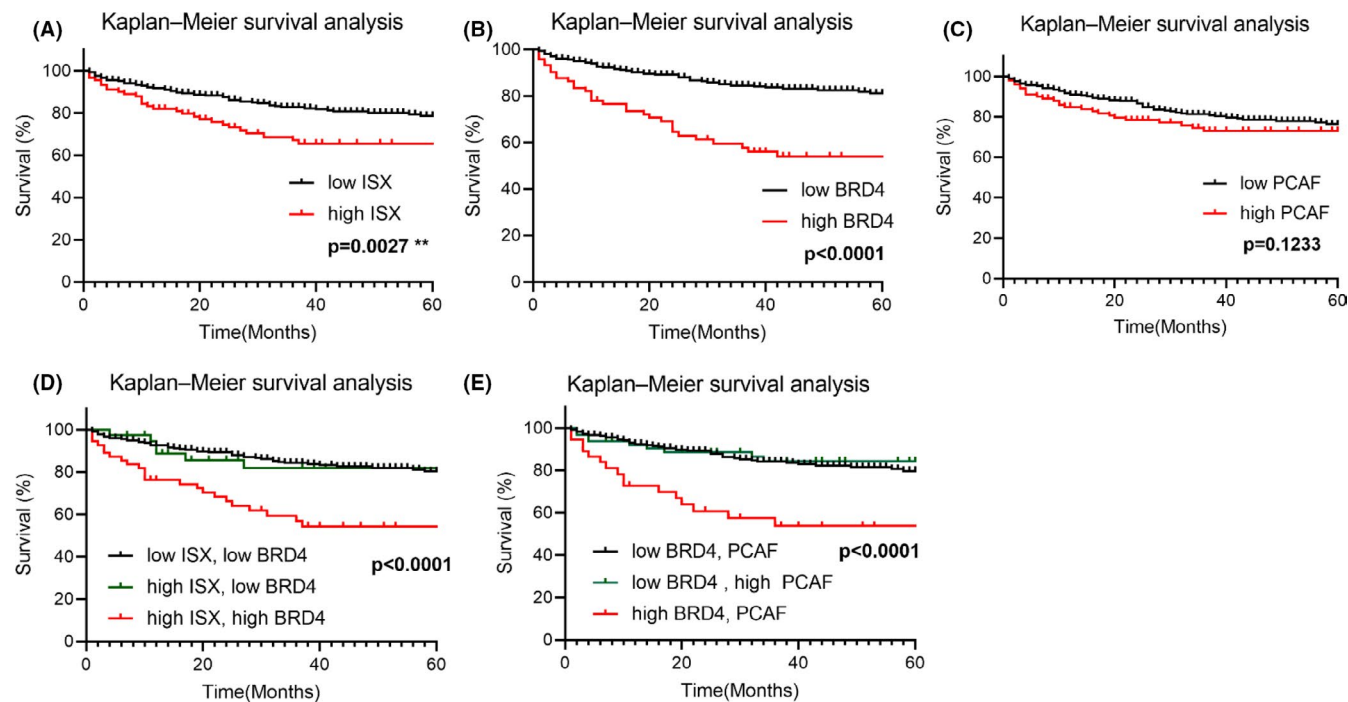 (A)
Kaplan–Meier survival analysis
Survival (%)
100
80
60
40
20
0
low ISX
high ISX
p=0.0027 **
0 20 40 60
Time(Months)
(B)
Kaplan–Meier survival analysis
Survival (%)
100
80
60
40
20
0
low BRD4
high BRD4
p<0.0001
0 20 40 60
Time(Months)
(C)
Kaplan–Meier survival analysis
Survival (%)
100
80
60
40
20
0
low PCAF
high PCAF
p=0.1233
0 20 40 60
Time(Months)
(D)
Kaplan–Meier survival analysis
Survival (%)
100
80
60
40
20
0
p<0.0001
low ISX, low BRD4
high ISX, low BRD4
high ISX, high BRD4
0 20 40 60
Time(Months)
(E)
Kaplan–Meier survival analysis
Survival (%)
100
80
60
40
20
0
low BRD4, PCAF
p<0.0001
low BRD4 , high PCAF
high BRD4, PCAF
0 20 40 60
Time(Months)